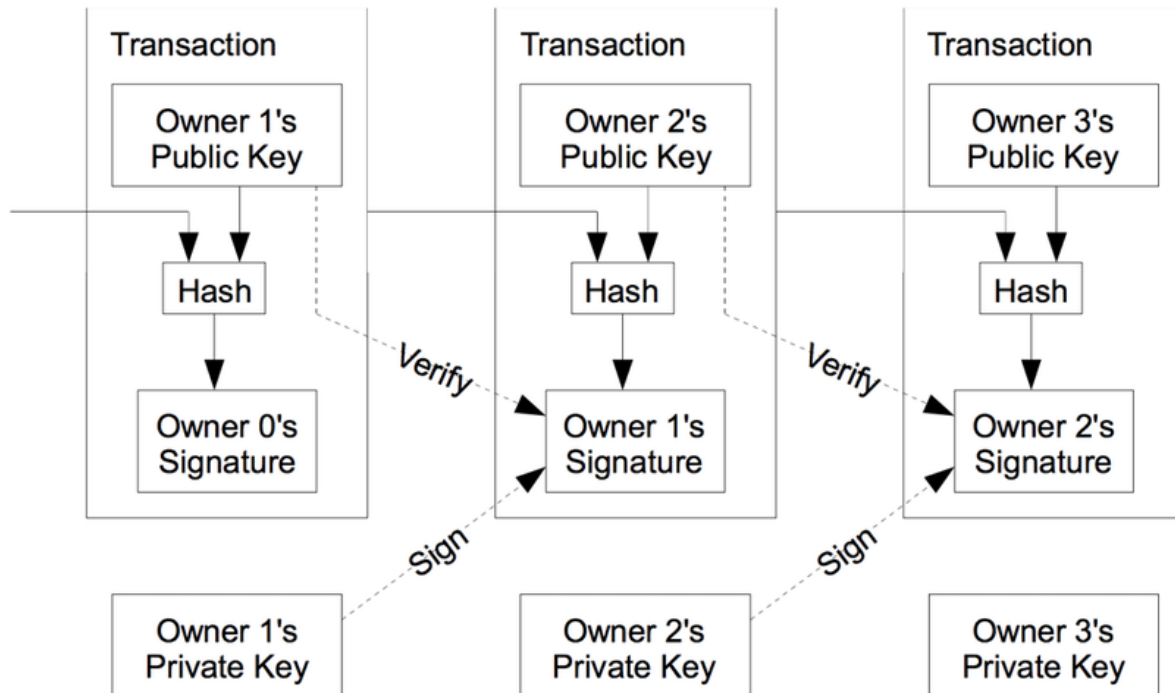 Transaction
Owner 1's
Public Key
Hash
Owner 0's
Signature
Transaction
Owner 2's
Public Key
Hash
Owner 1's
Signature
Transaction
Owner 3's
Public Key
Hash
Owner 2's
Signature
Verify
Verify
Sign
Sign
Owner 1's
Private Key
Owner 2's
Private Key
Owner 3's
Private Key